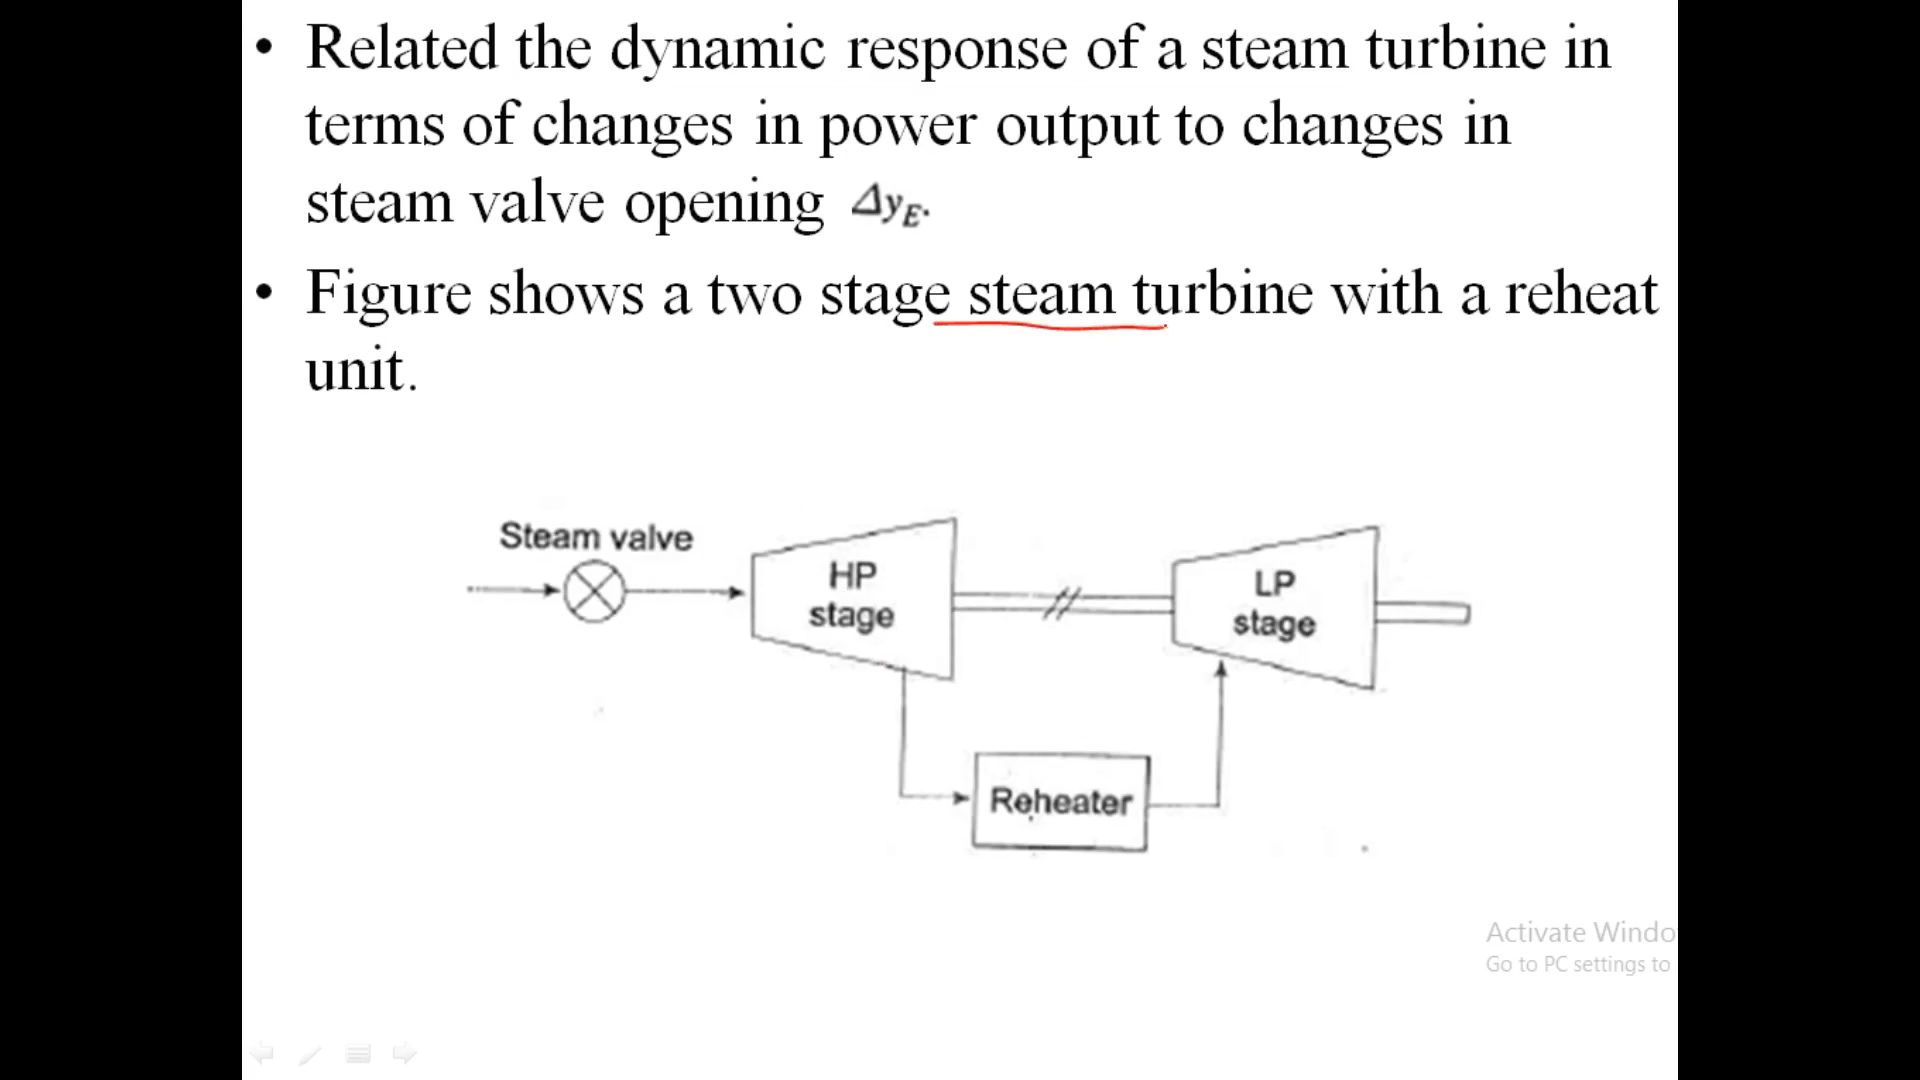 • Related the dynamic response of a steam turbine in
terms of changes in power output to changes in
steam valve opening Δy_E.
• Figure shows a two stage steam turbine with a reheat
unit.
Steam valve
HP
stage
LP
stage
Reheater
Activate Windo
Go to PC settings to